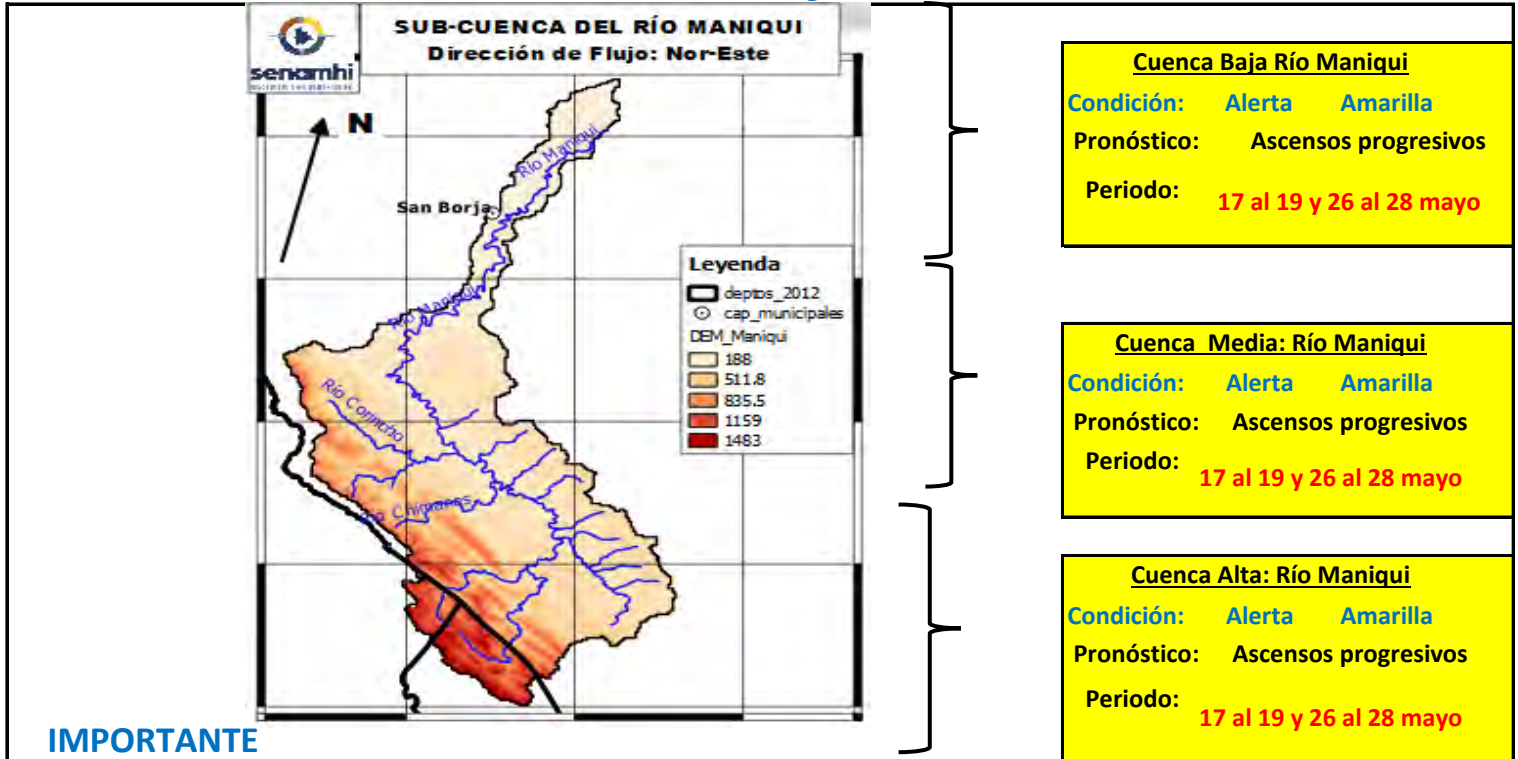 SUB-CUENCA DEL RÍO MANIQUI
Dirección de Flujo: Nor-Este
senamhi
N
Río Maniqui
San Borja
Río Maniqui
Río Corincho
Río Chimanes
Leyenda
deptos_2012
cap_municipales
DEM_Maniqui
188
511.8
835.5
1159
1483
IMPORTANTE
Cuenca Baja Río Maniqui
Condición: Alerta Amarilla
Pronóstico: Ascensos progresivos
Periodo: 17 al 19 y 26 al 28 mayo
Cuenca Media: Río Maniqui
Condición: Alerta Amarilla
Pronóstico: Ascensos progresivos
Periodo: 17 al 19 y 26 al 28 mayo
Cuenca Alta: Río Maniqui
Condición: Alerta Amarilla
Pronóstico: Ascensos progresivos
Periodo: 17 al 19 y 26 al 28 mayo